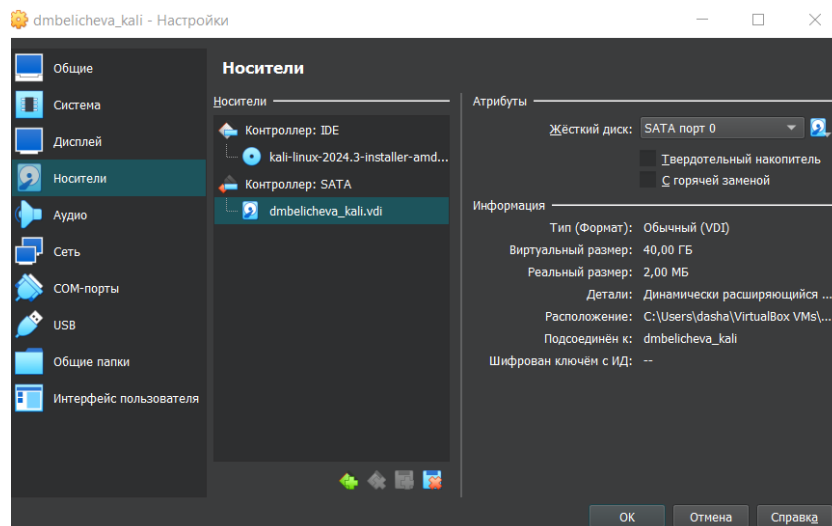 dmbelicheva_kali - Настройки
Общие
Система
Дисплей
Носители
Аудио
Сеть
COM-порты
USB
Общие папки
Интерфейс пользователя
Носители
Носители
Контроллер: IDE
kali-linux-2024.3-installer-amd...
Контроллер: SATA
dmbelicheva_kali.vdi
Атрибуты
Жёсткий диск: SATA порт 0
Твердотельный накопитель
С горячей заменой
Информация
Тип (Формат): Обычный (VDI)
Виртуальный размер: 40,00 ГБ
Реальный размер: 2,00 МБ
Детали: Динамически расширяющийся ...
Расположение: C:\Users\dasha\VirtualBox VMs\...
Подсоединён к: dmbelicheva_kali
Шифрован ключём с ИД: --
OK Отмена Справка